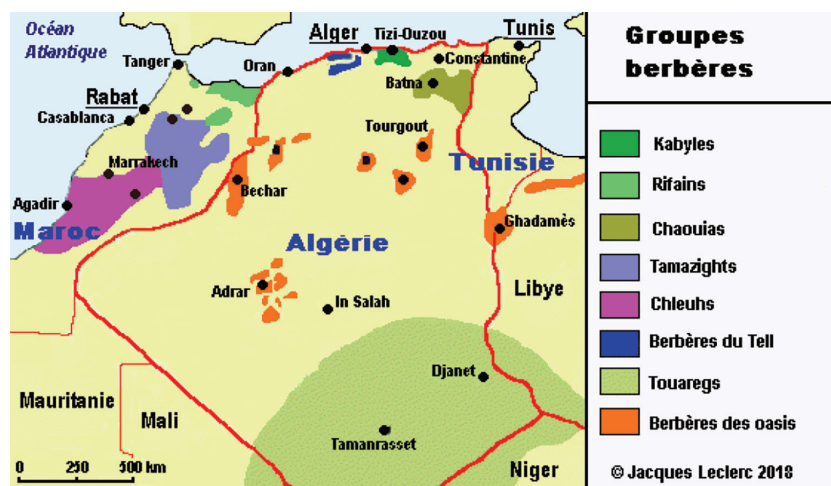 Océan
Atlantique
Tanger
Rabat
Casablanca
Marrakech
Agadir
Maroc
Oran
Alger
Tizi-Ouzou
Tunis
Constantine
Batna
Tourgout
Tunisie
Bechar
Ghadamès
Algérie
Adrar
In Salah
Libye
Djanet
Mauritanie
Mali
Tamanrasset
Niger
0 250 500 km
Groupes
berbères
Kabyles
Rifains
Chaouias
Tamazights
Chleuhs
Berbères du Tell
Touaregs
Berbères des oasis
© Jacques Leclerc 2018